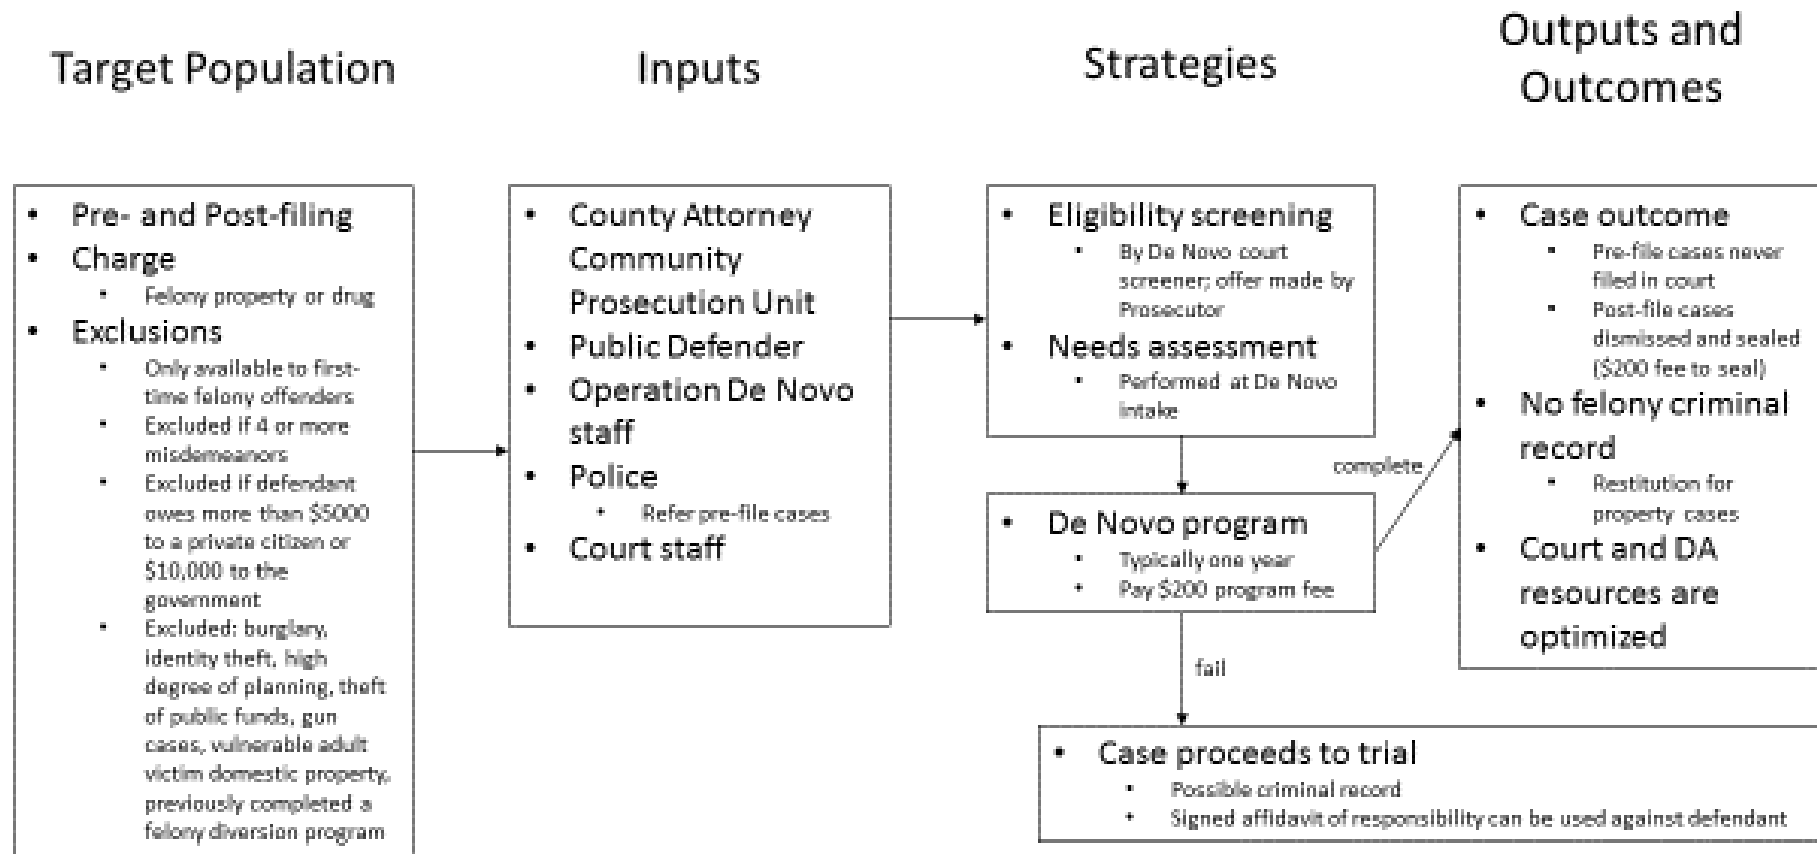 Target Population
Inputs
Strategies
Outputs and
Outcomes
• Pre- and Post-filing
• Charge
• Felony property or drug
• Exclusions
• Only available to first-
time felony offenders
• Excluded if 4 or more
misdemeanors
• Excluded if defendant
owes more than $5000
to a private citizen or
$10,000 to the
government
• Excluded: burglary,
identity theft, high
degree of planning, theft
of public funds, gun
cases, vulnerable adult
victim domestic property,
previously completed a
felony diversion program
• County Attorney
Community
Prosecution Unit
• Public Defender
• Operation De Novo
staff
• Police
• Refer pre-file cases
• Court staff
• Eligibility screening
• By De Novo court
screener; offer made by
Prosecutor
• Needs assessment
• Performed at De Novo
intake
• De Novo program
• Typically one year
• Pay $200 program fee
complete
fail
• Case outcome
• Pre-file cases never
filed in court
• Post-file cases
dismissed and sealed
($200 fee to seal)
• No felony criminal
record
• Restitution for
property cases
• Court and DA
resources are
optimized
• Case proceeds to trial
• Possible criminal record
• Signed affidavit of responsibility can be used against defendant